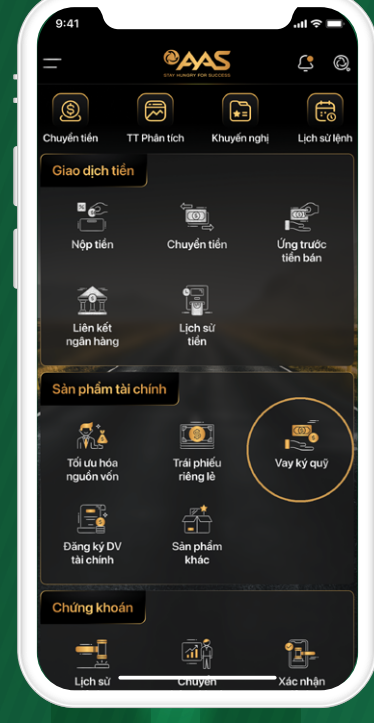 9:41
AAS
STAY HUNGRY FOR SUCCESS
Chuyển tiền TT Phân tích Khuyến nghị Lịch sử lệnh
Giao dịch tiền
Nộp tiền Chuyển tiền Ứng trước
tiền bán
Liên kết
ngân hàng
Lịch sử
tiền
Sản phẩm tài chính
Tối ưu hóa
nguồn vốn
Trái phiếu
riêng lẻ
Vay ký quỹ
Đăng ký DV
tài chính
Sản phẩm
khác
Chứng khoán
Lịch sử Chuyển Xác nhận